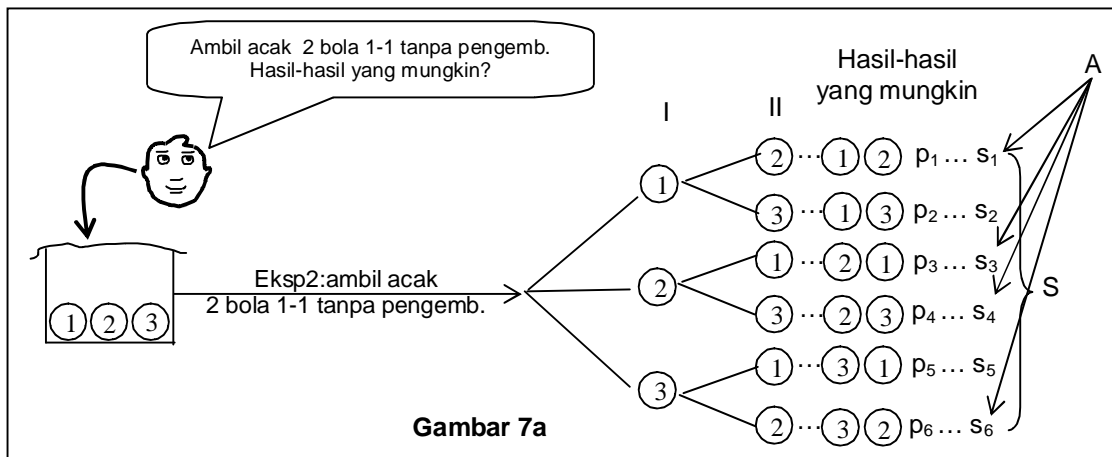 Ambil acak 2 bola 1-1 tanpa pengemb.
Hasil-hasil yang mungkin?
Hasil-hasil
yang mungkin
A
I
II
1
2 … 1 2 p1 … s1
3 … 1 3 p2 … s2
2
1 … 2 1 p3 … s3
3 … 2 3 p4 … s4
S
3
1 … 3 1 p5 … s5
2 … 3 2 p6 … s6
1 2 3
Eksp2:ambil acak
2 bola 1-1 tanpa pengemb.
Gambar 7a